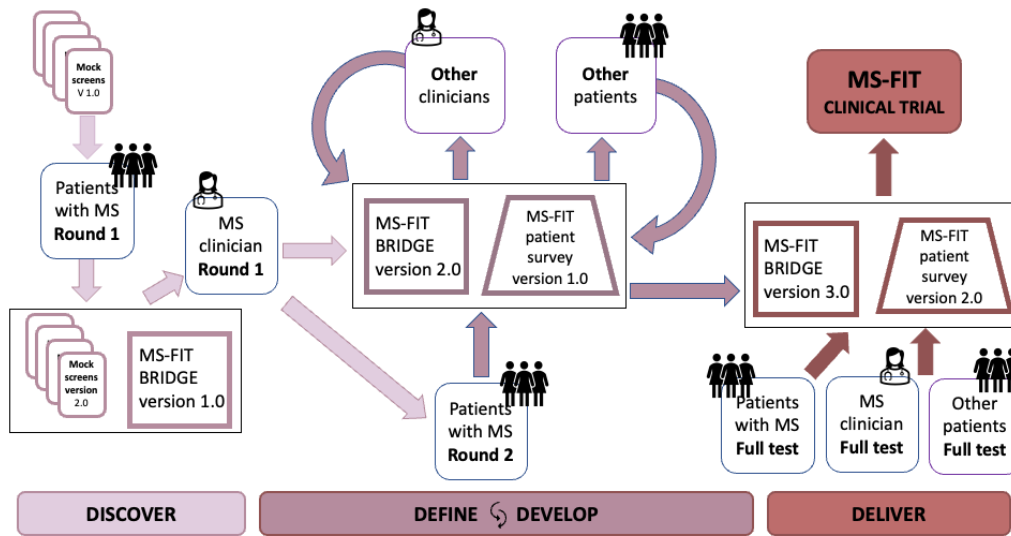 Mock
screens
V 1.0
Patients
with MS
Round 1
Mock
screens
version
2.0
MS-FIT
BRIDGE
version 1.0
MS
clinician
Round 1
Other
clinicians
Other
patients
MS-FIT
BRIDGE
version 2.0
MS-FIT
patient
survey
version 1.0
Patients
with MS
Round 2
MS-FIT
CLINICAL TRIAL
MS-FIT
BRIDGE
version 3.0
MS-FIT
patient
survey
version 2.0
Patients
with MS
Full test
MS
clinician
Full test
Other
patients
Full test
DISCOVER
DEFINE DEVELOP
DELIVER